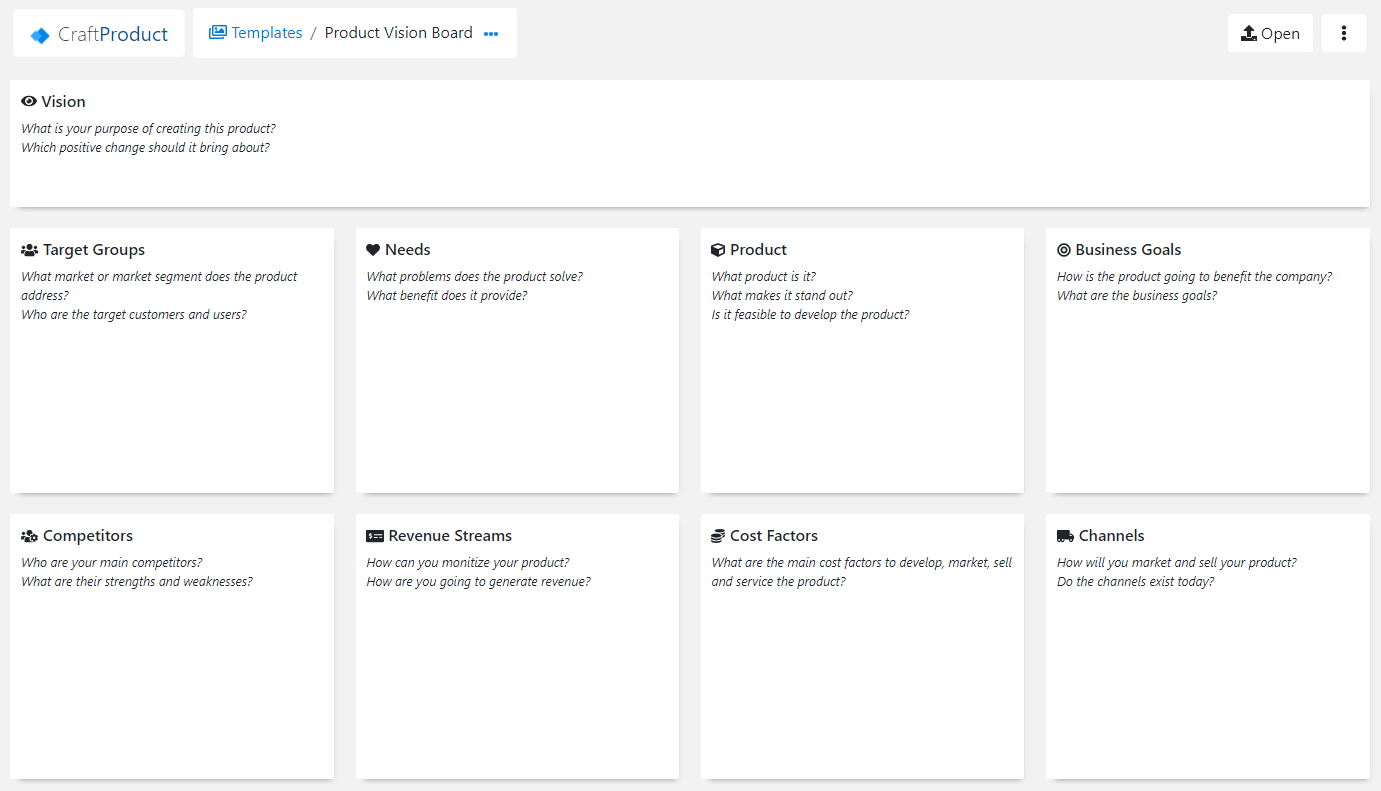 CraftProduct
Templates / Product Vision Board
Open
Vision
What is your purpose of creating this product?
Which positive change should it bring about?
Target Groups
What market or market segment does the product
address?
Who are the target customers and users?
Needs
What problems does the product solve?
What benefit does it provide?
Product
What product is it?
What makes it stand out?
Is it feasible to develop the product?
Business Goals
How is the product going to benefit the company?
What are the business goals?
Competitors
Who are your main competitors?
What are their strengths and weaknesses?
Revenue Streams
How can you monitize your product?
How are you going to generate revenue?
Cost Factors
What are the main cost factors to develop, market, sell
and service the product?
Channels
How will you market and sell your product?
Do the channels exist today?